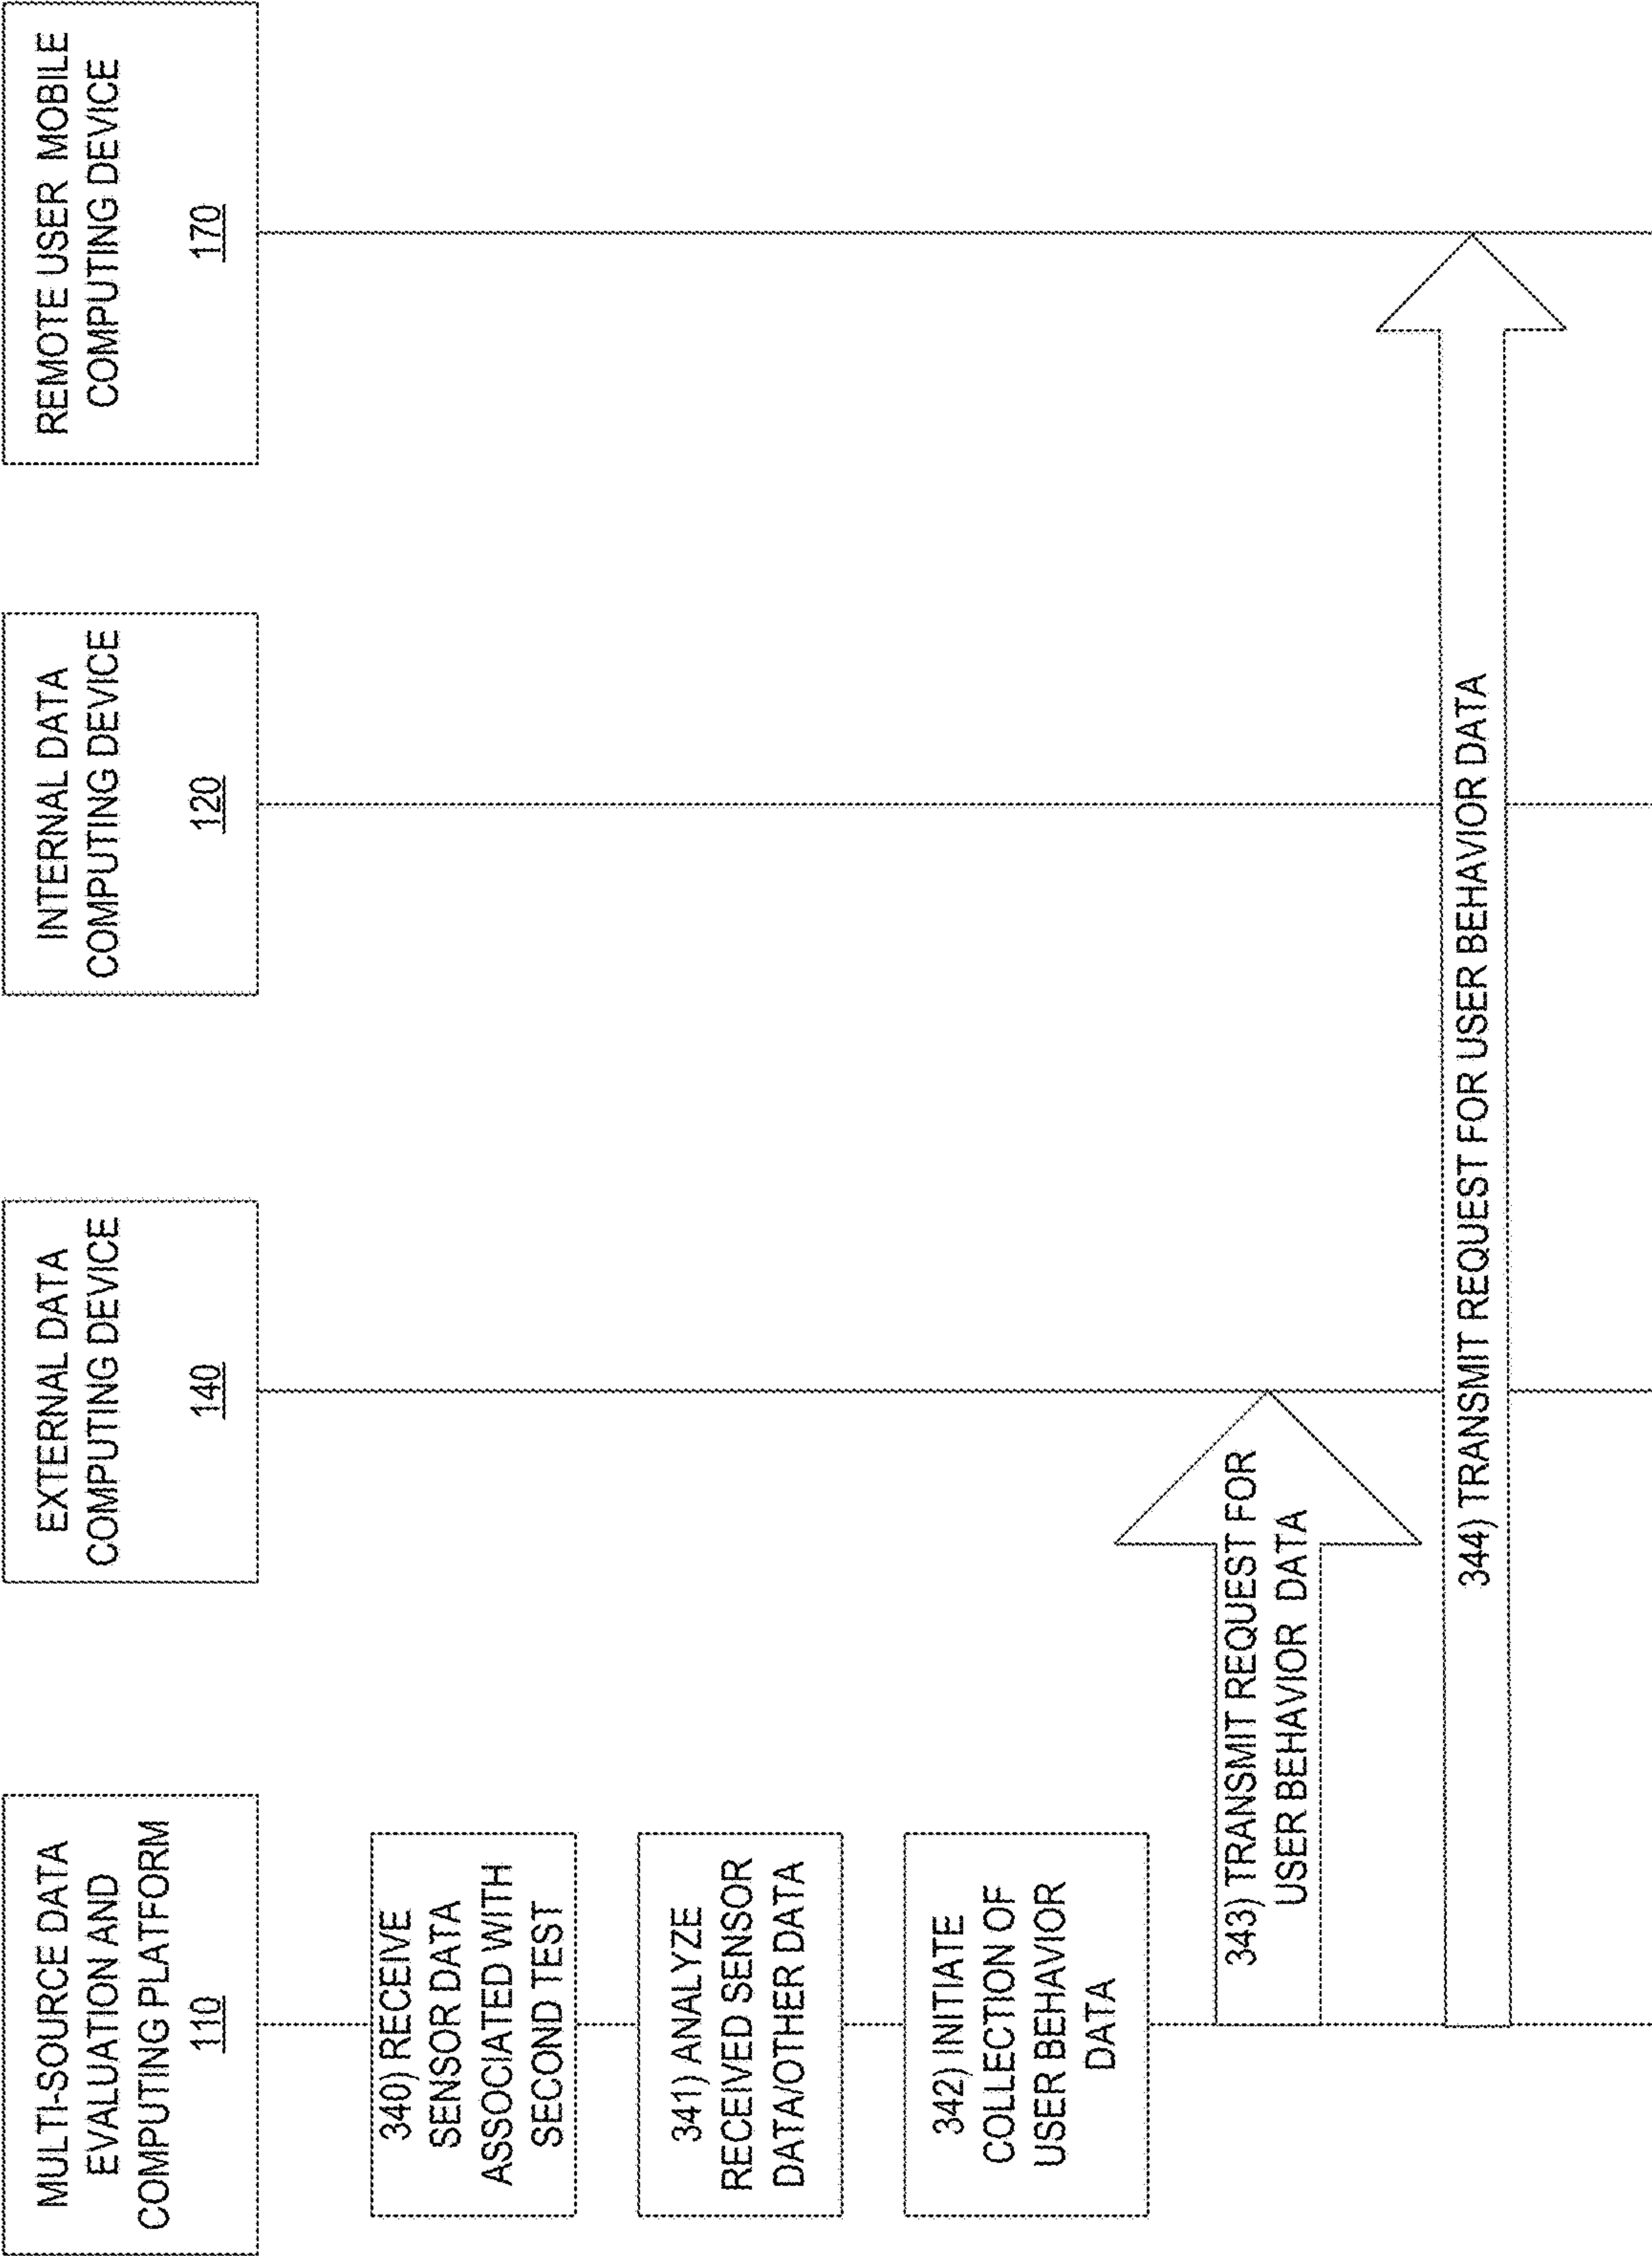 MULTI-SOURCE DATA
EVALUATION AND
COMPUTING PLATFORM
110
EXTERNAL DATA
COMPUTING DEVICE
140
INTERNAL DATA
COMPUTING DEVICE
120
REMOTE USER MOBILE
COMPUTING DEVICE
170
340) RECEIVE
SENSOR DATA
ASSOCIATED WITH
SECOND TEST
341) ANALYZE
RECEIVED SENSOR
DATA/OTHER DATA
342) INITIATE
COLLECTION OF
USER BEHAVIOR
DATA
343) TRANSMIT REQUEST FOR
USER BEHAVIOR DATA
344) TRANSMIT REQUEST FOR USER BEHAVIOR DATA